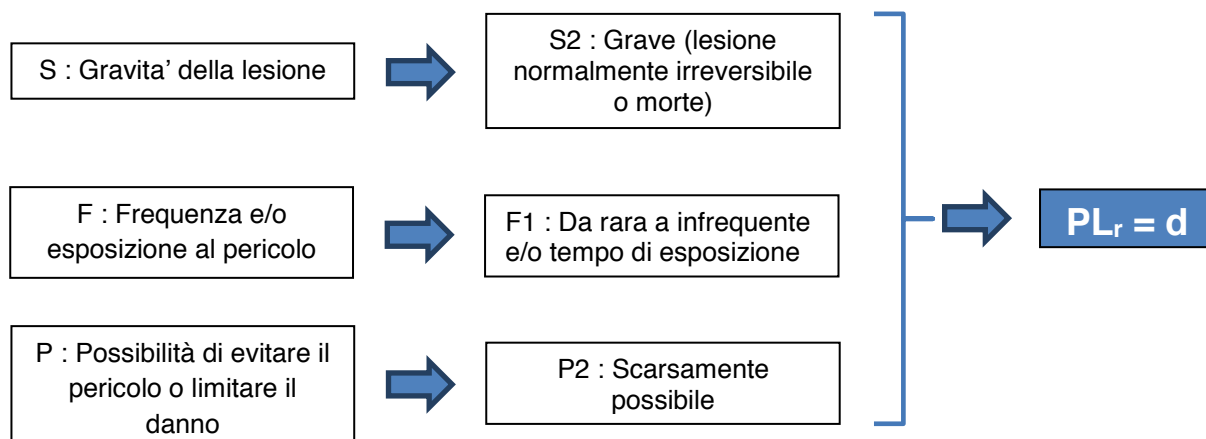 S : Gravita’ della lesione
S2 : Grave (lesione
normalmente irreversibile
o morte)
F : Frequenza e/o
esposizione al pericolo
F1 : Da rara a infrequente
e/o tempo di esposizione
PLr = d
P : Possibilità di evitare il
pericolo o limitare il
danno
P2 : Scarsamente
possibile